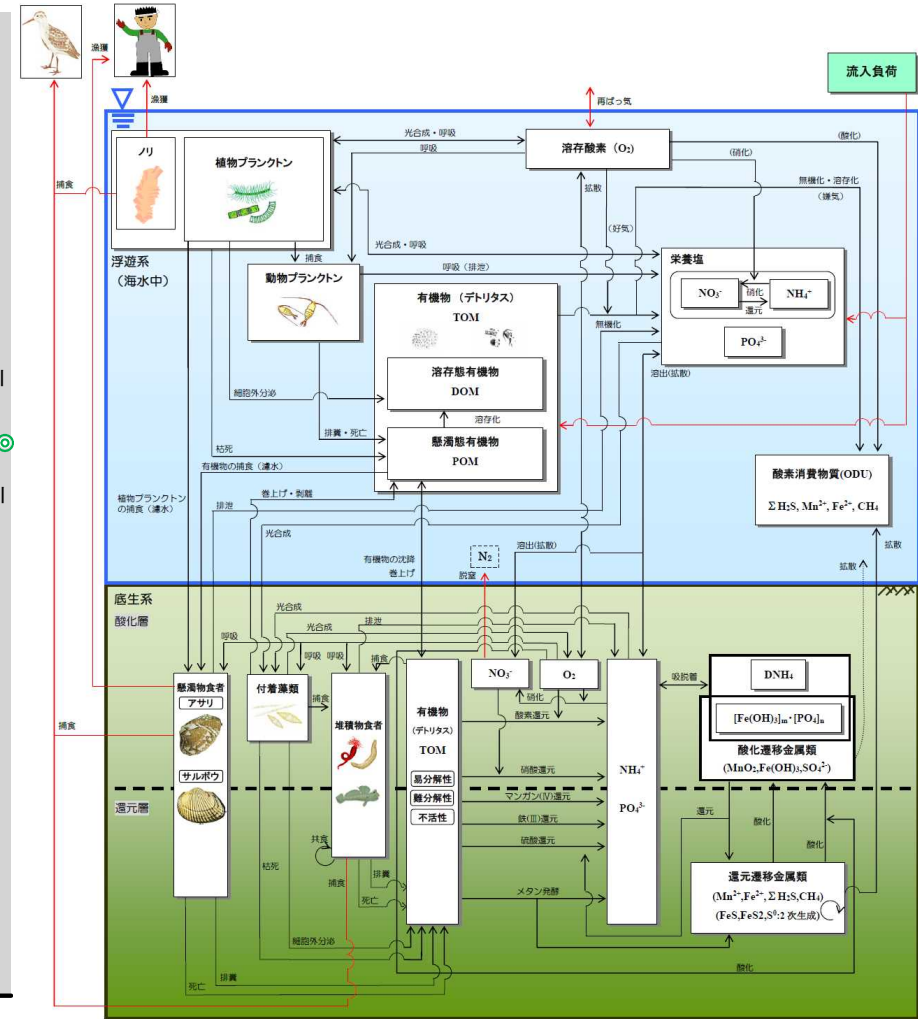 漁獲
漁獲
流入負荷
再ばっ気
光合成・呼吸
呼吸
溶存酸素（O₂）
(酸化)
(硝化)
ノリ
植物プランクトン
捕食
拡散
無機化・溶存化
(嫌気)
(好気)
光合成・呼吸
浮遊系
（海水中）
捕食
動物プランクトン
呼吸（排泄）
栄養塩
NO₃⁻
硝化
還元
NH₄⁺
PO₄³⁻
有機物（デトリタス）
TOM
無機化
溶存態有機物
DOM
細胞外分泌
溶出(拡散)
溶存化
懸濁態有機物
POM
排糞・死亡
枯死
有機物の捕食（濾水）
巻上げ・剥離
植物プランクトン
の捕食（濾水）
排泄
光合成
酸素消費物質(ODU)
ΣH₂S, Mn²⁺, Fe²⁺, CH₄
拡散
拡散
溶出(拡散)
N₂
脱窒
有機物の沈降
巻上げ
底生系
酸化層
光合成
光合成
排泄
呼吸
呼吸
呼吸
捕食
懸濁物食者
アサリ
サルボウ
付着藻類
捕食
堆積物食者
有機物
(デトリタス)
TOM
易分解性
難分解性
不活性
NO₃⁻
O₂
硝化
酸素還元
硝酸還元
マンガン(Ⅳ)還元
鉄(Ⅲ)還元
硫酸還元
メタン発酵
NH₄⁺
PO₄³⁻
吸脱着
DNH₄
[Fe(OH)₃]ₘ・[PO₄]ₙ
酸化遷移金属類
(MnO₂,Fe(OH)₃,SO₄²⁻)
捕食
還元層
還元
酸化
酸化
還元遷移金属類
(Mn²⁺,Fe²⁺,ΣH₂S,CH₄)
(FeS,FeS2,S⁰:2 次生成)
共食
捕食
排糞
死亡
枯死
細胞外分泌
排糞
死亡
酸化